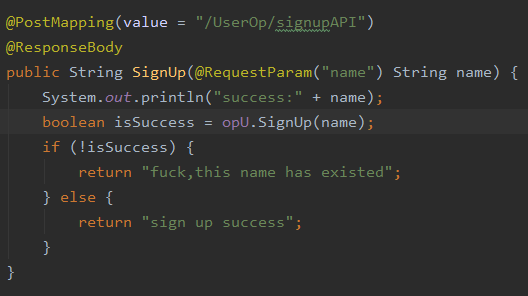 @PostMapping(value = "/UserOp/signupAPI")
@ResponseBody
public String SignUp(@RequestParam("name") String name) {
System.out.println("success:" + name);
boolean isSuccess = opU.SignUp(name);
if (!isSuccess) {
return "fuck,this name has existed";
} else {
return "sign up success";
}
}